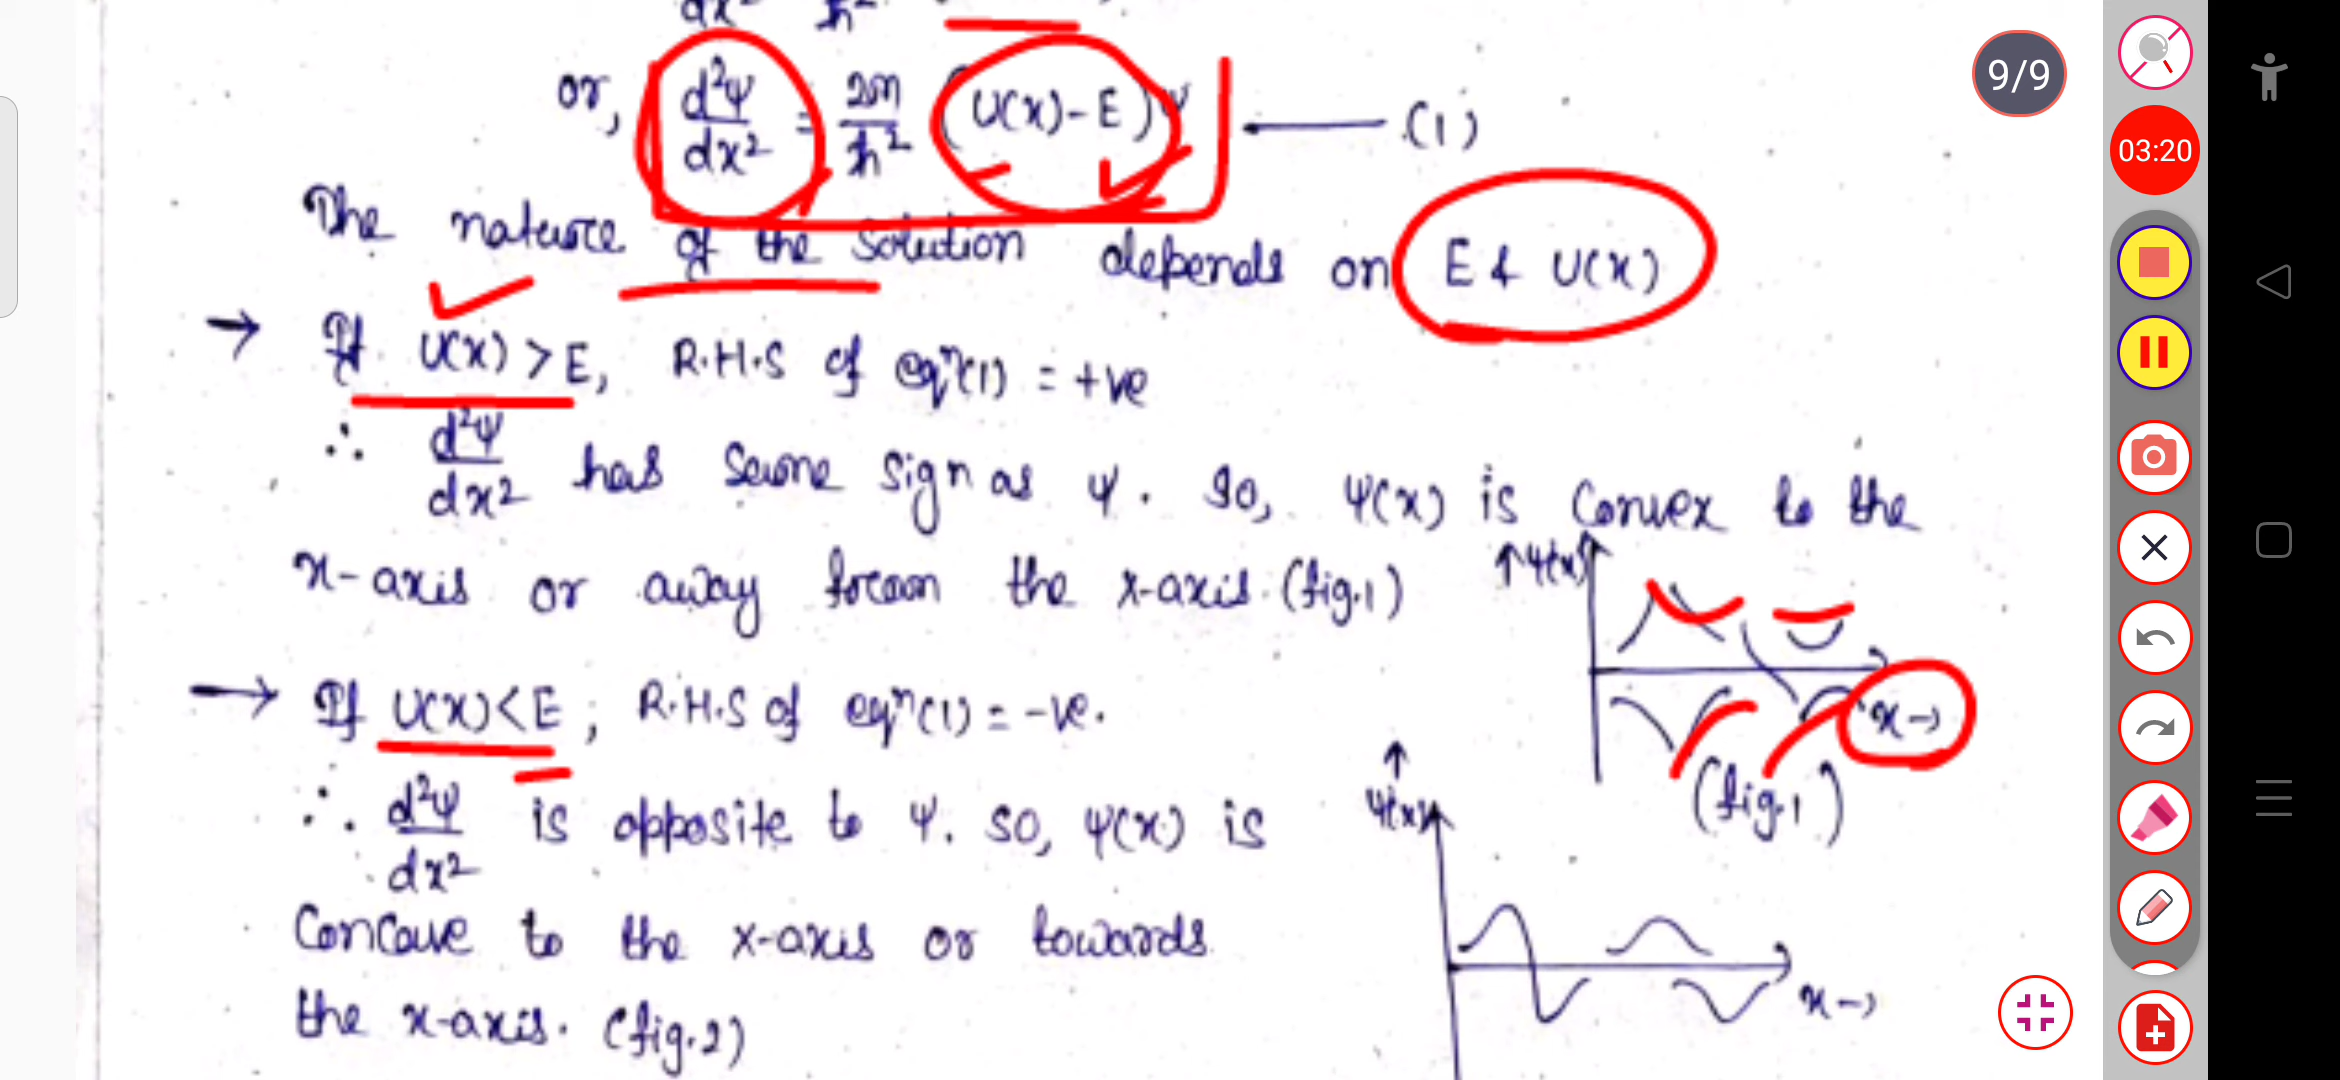 or, d²ψ/dx² = 2m/ħ² (U(x)-E)ψ ——— (1)
The nature of the solution depends on E & U(x)
→ If U(x) > E, R.H.S of eqⁿ(1) = +ve
∴ d²ψ/dx² has same sign as ψ. So, ψ(x) is convex to the
x-axis or away from the x-axis. (fig.1)
↑ψ(x)
x→
(fig.1)
→ If U(x) < E ; R.H.S of eqⁿ(1) = -ve.
∴ d²ψ/dx² is opposite to ψ. so, ψ(x) is
Concave to the x-axis or towards
the x-axis. (fig.2)
↑
ψ(x)
x→
9/9
03:20